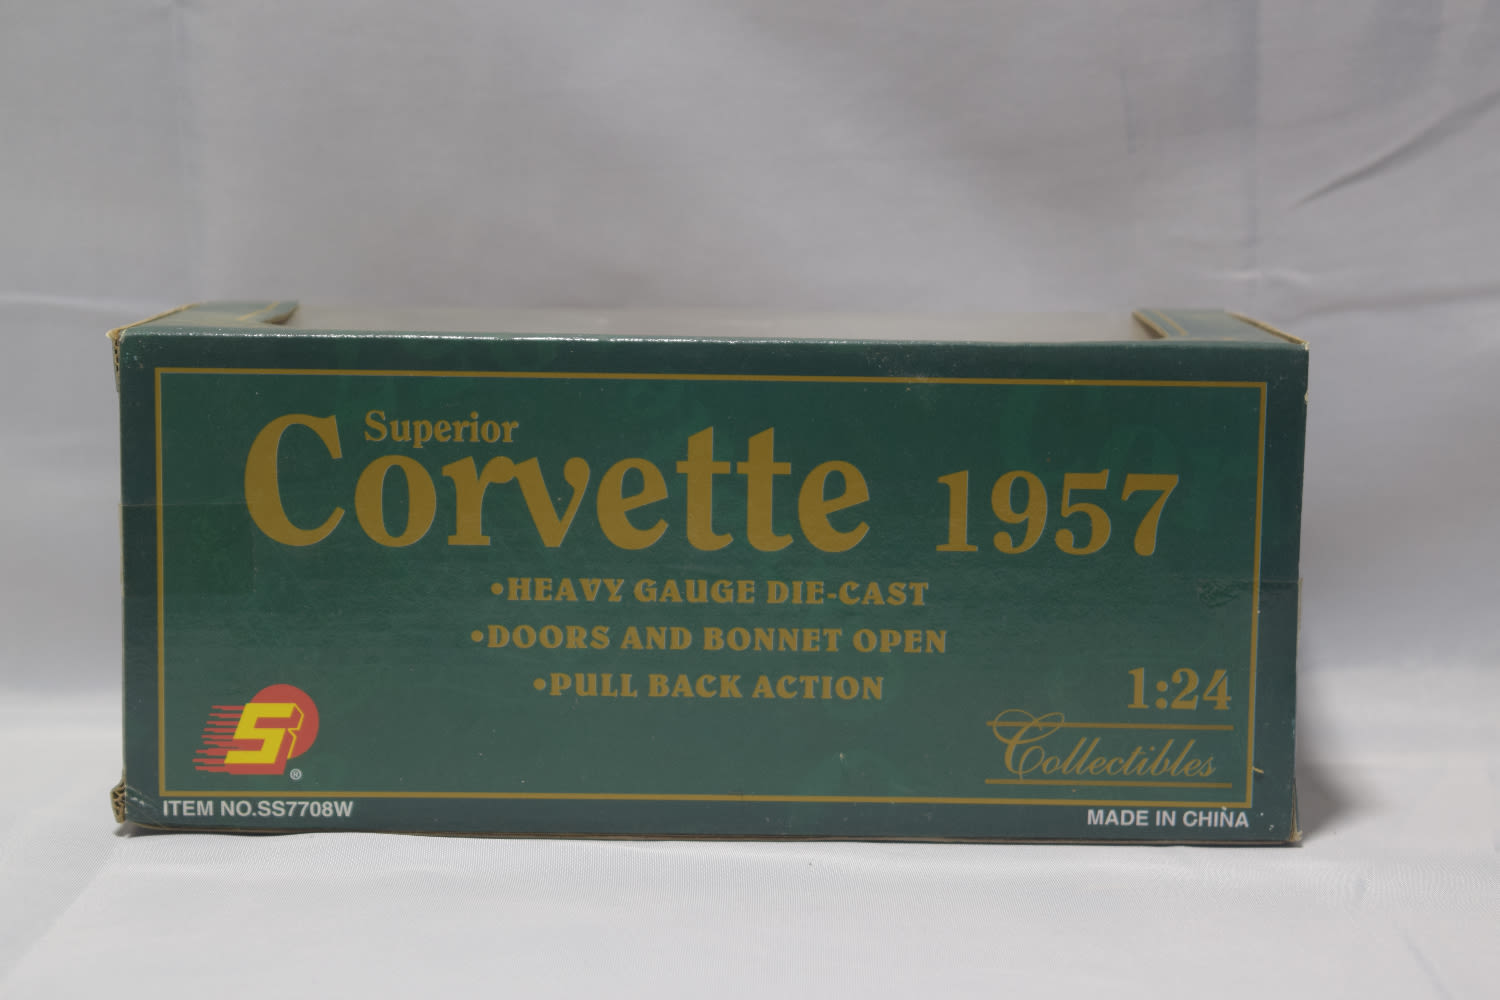 Superior
Corvette 1957
•HEAVY GAUGE DIE-CAST
•DOORS AND BONNET OPEN
•PULL BACK ACTION
1:24
Collectibles
S
®
ITEM NO.SS7708W
MADE IN CHINA